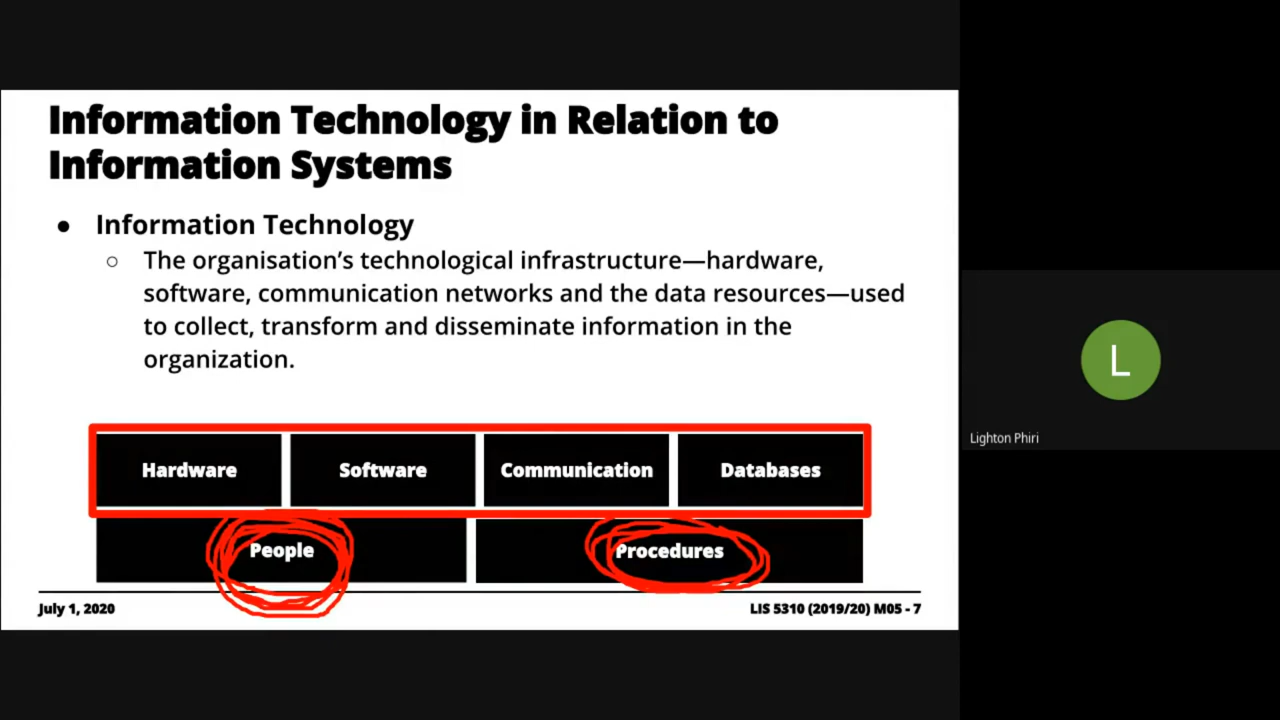 Information Technology in Relation to
Information Systems
● Information Technology
○ The organisation's technological infrastructure—hardware,
software, communication networks and the data resources—used
to collect, transform and disseminate information in the
organization.
Hardware Software Communication Databases
People Procedures
July 1, 2020 LIS 5310 (2019/20) M05 - 7
L
Lighton Phiri